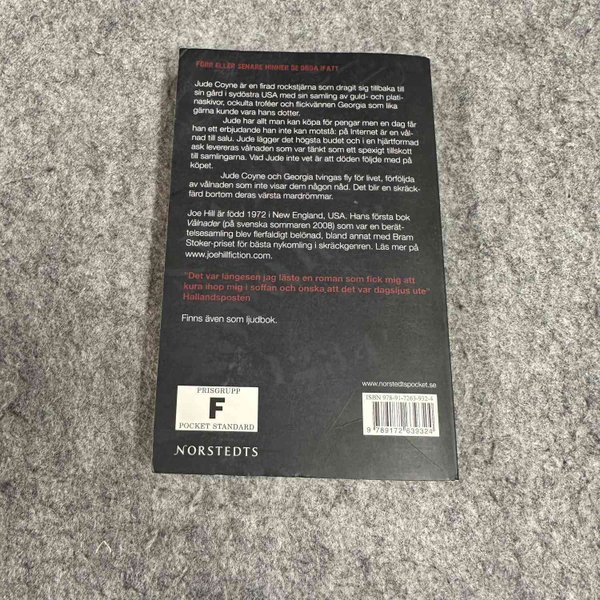 FÖRR ELLER SENARE HINNER DE DÖDA IFATT
Jude Coyne är en firad rockstjärna som dragit sig tillbaka till
sin gård i sydöstra USA med sin samling av guld- och plati-
naskivor, ockulta troféer och flickvännen Georgia som lika
gärna kunde vara hans dotter.
Jude har allt man kan köpa för pengar men en dag får
han ett erbjudande han inte kan motstå: på Internet är en vål-
nad till salu. Jude lägger det högsta budet och i en hjärtformad
ask levereras vålnaden som var tänkt som ett spexigt tillskott
till samlingarna. Vad Jude inte vet är att döden följde med på
köpet.
Jude Coyne och Georgia tvingas fly för livet, förföljda
av vålnaden som inte visar dem någon nåd. Det blir en skräck-
färd bortom deras värsta mardrömmar.
Joe Hill är född 1972 i New England, USA. Hans första bok
Vålnader (på svenska sommaren 2008) som var en berät-
telsesamling blev flerfaldigt belönad, bland annat med Bram
Stoker-priset för bästa nykomling i skräckgenren. Läs mer på
www.joehillfiction.com.
"Det var längesen jag läste en roman som fick mig att
kura ihop mig i soffan och önska att det var dagsljus ute"
Hallandsposten
Finns även som ljudbok.
www.norstedtspocket.se
PRISGRUPP
F
POCKET STANDARD
ISBN 978-91-7263-932-4
9 789172 639324
NORSTEDTS